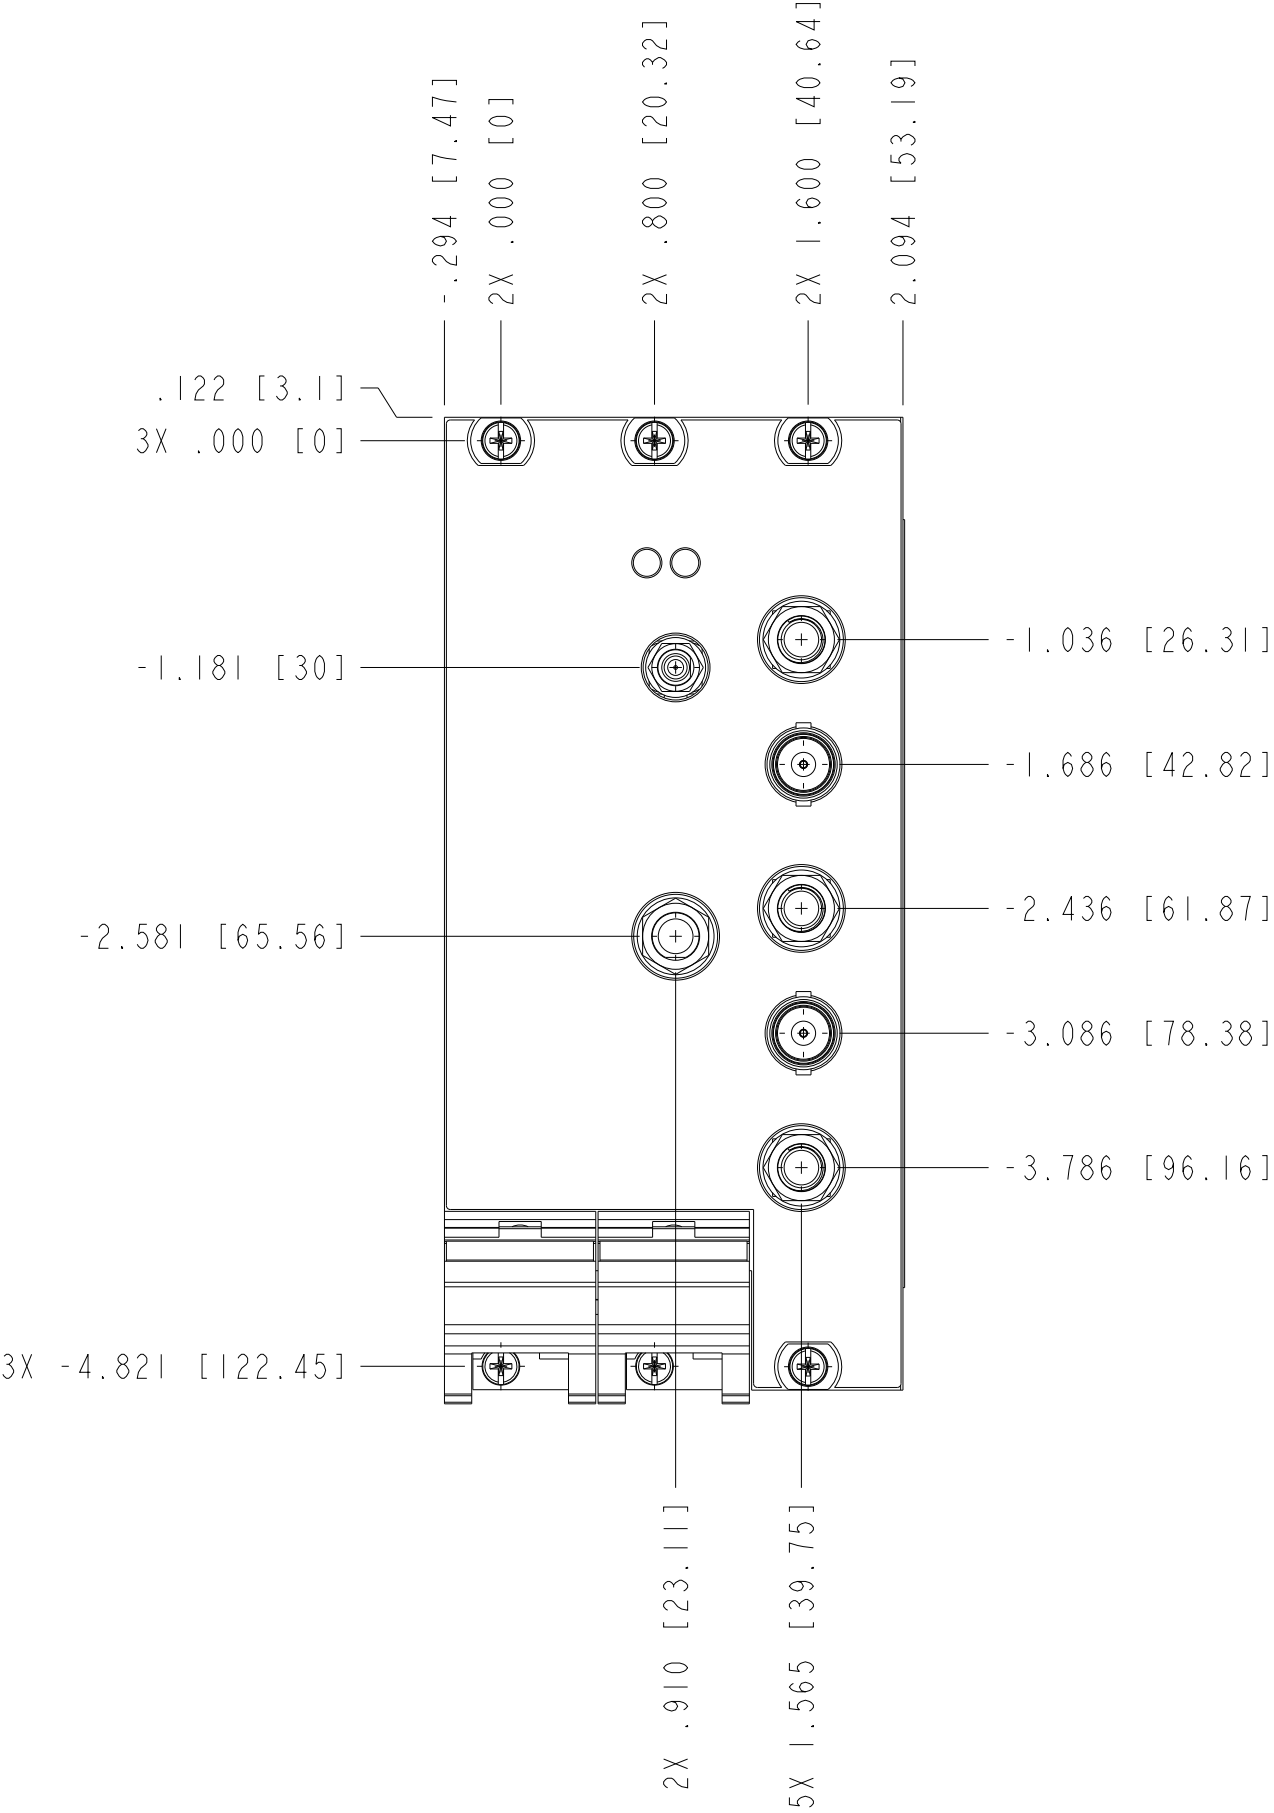 -.294 [7.47]
2X .000 [0]
2X .800 [20.32]
2X 1.600 [40.64]
2.094 [53.19]
.122 [3.1]
3X .000 [0]
-1.181 [30]
-2.581 [65.56]
3X -4.821 [122.45]
-1.036 [26.31]
-1.686 [42.82]
-2.436 [61.87]
-3.086 [78.38]
-3.786 [96.16]
2X .910 [23.11]
5X 1.565 [39.75]